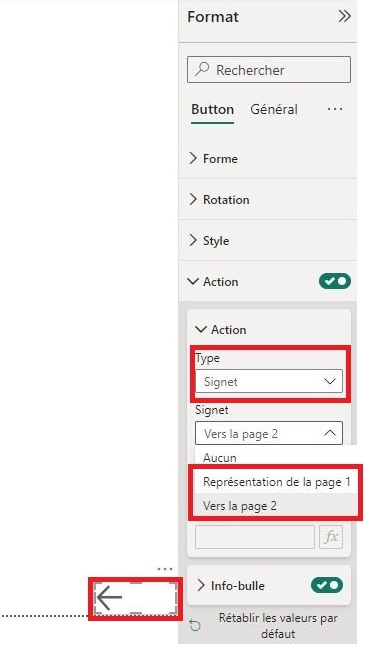 Format
Rechercher
Button Général
Forme
Rotation
Style
Action
Action
Type
Signet
Signet
Vers la page 2
Aucun
Représentation de la page 1
Vers la page 2
fx
Info-bulle
Rétablir les valeurs par
défaut